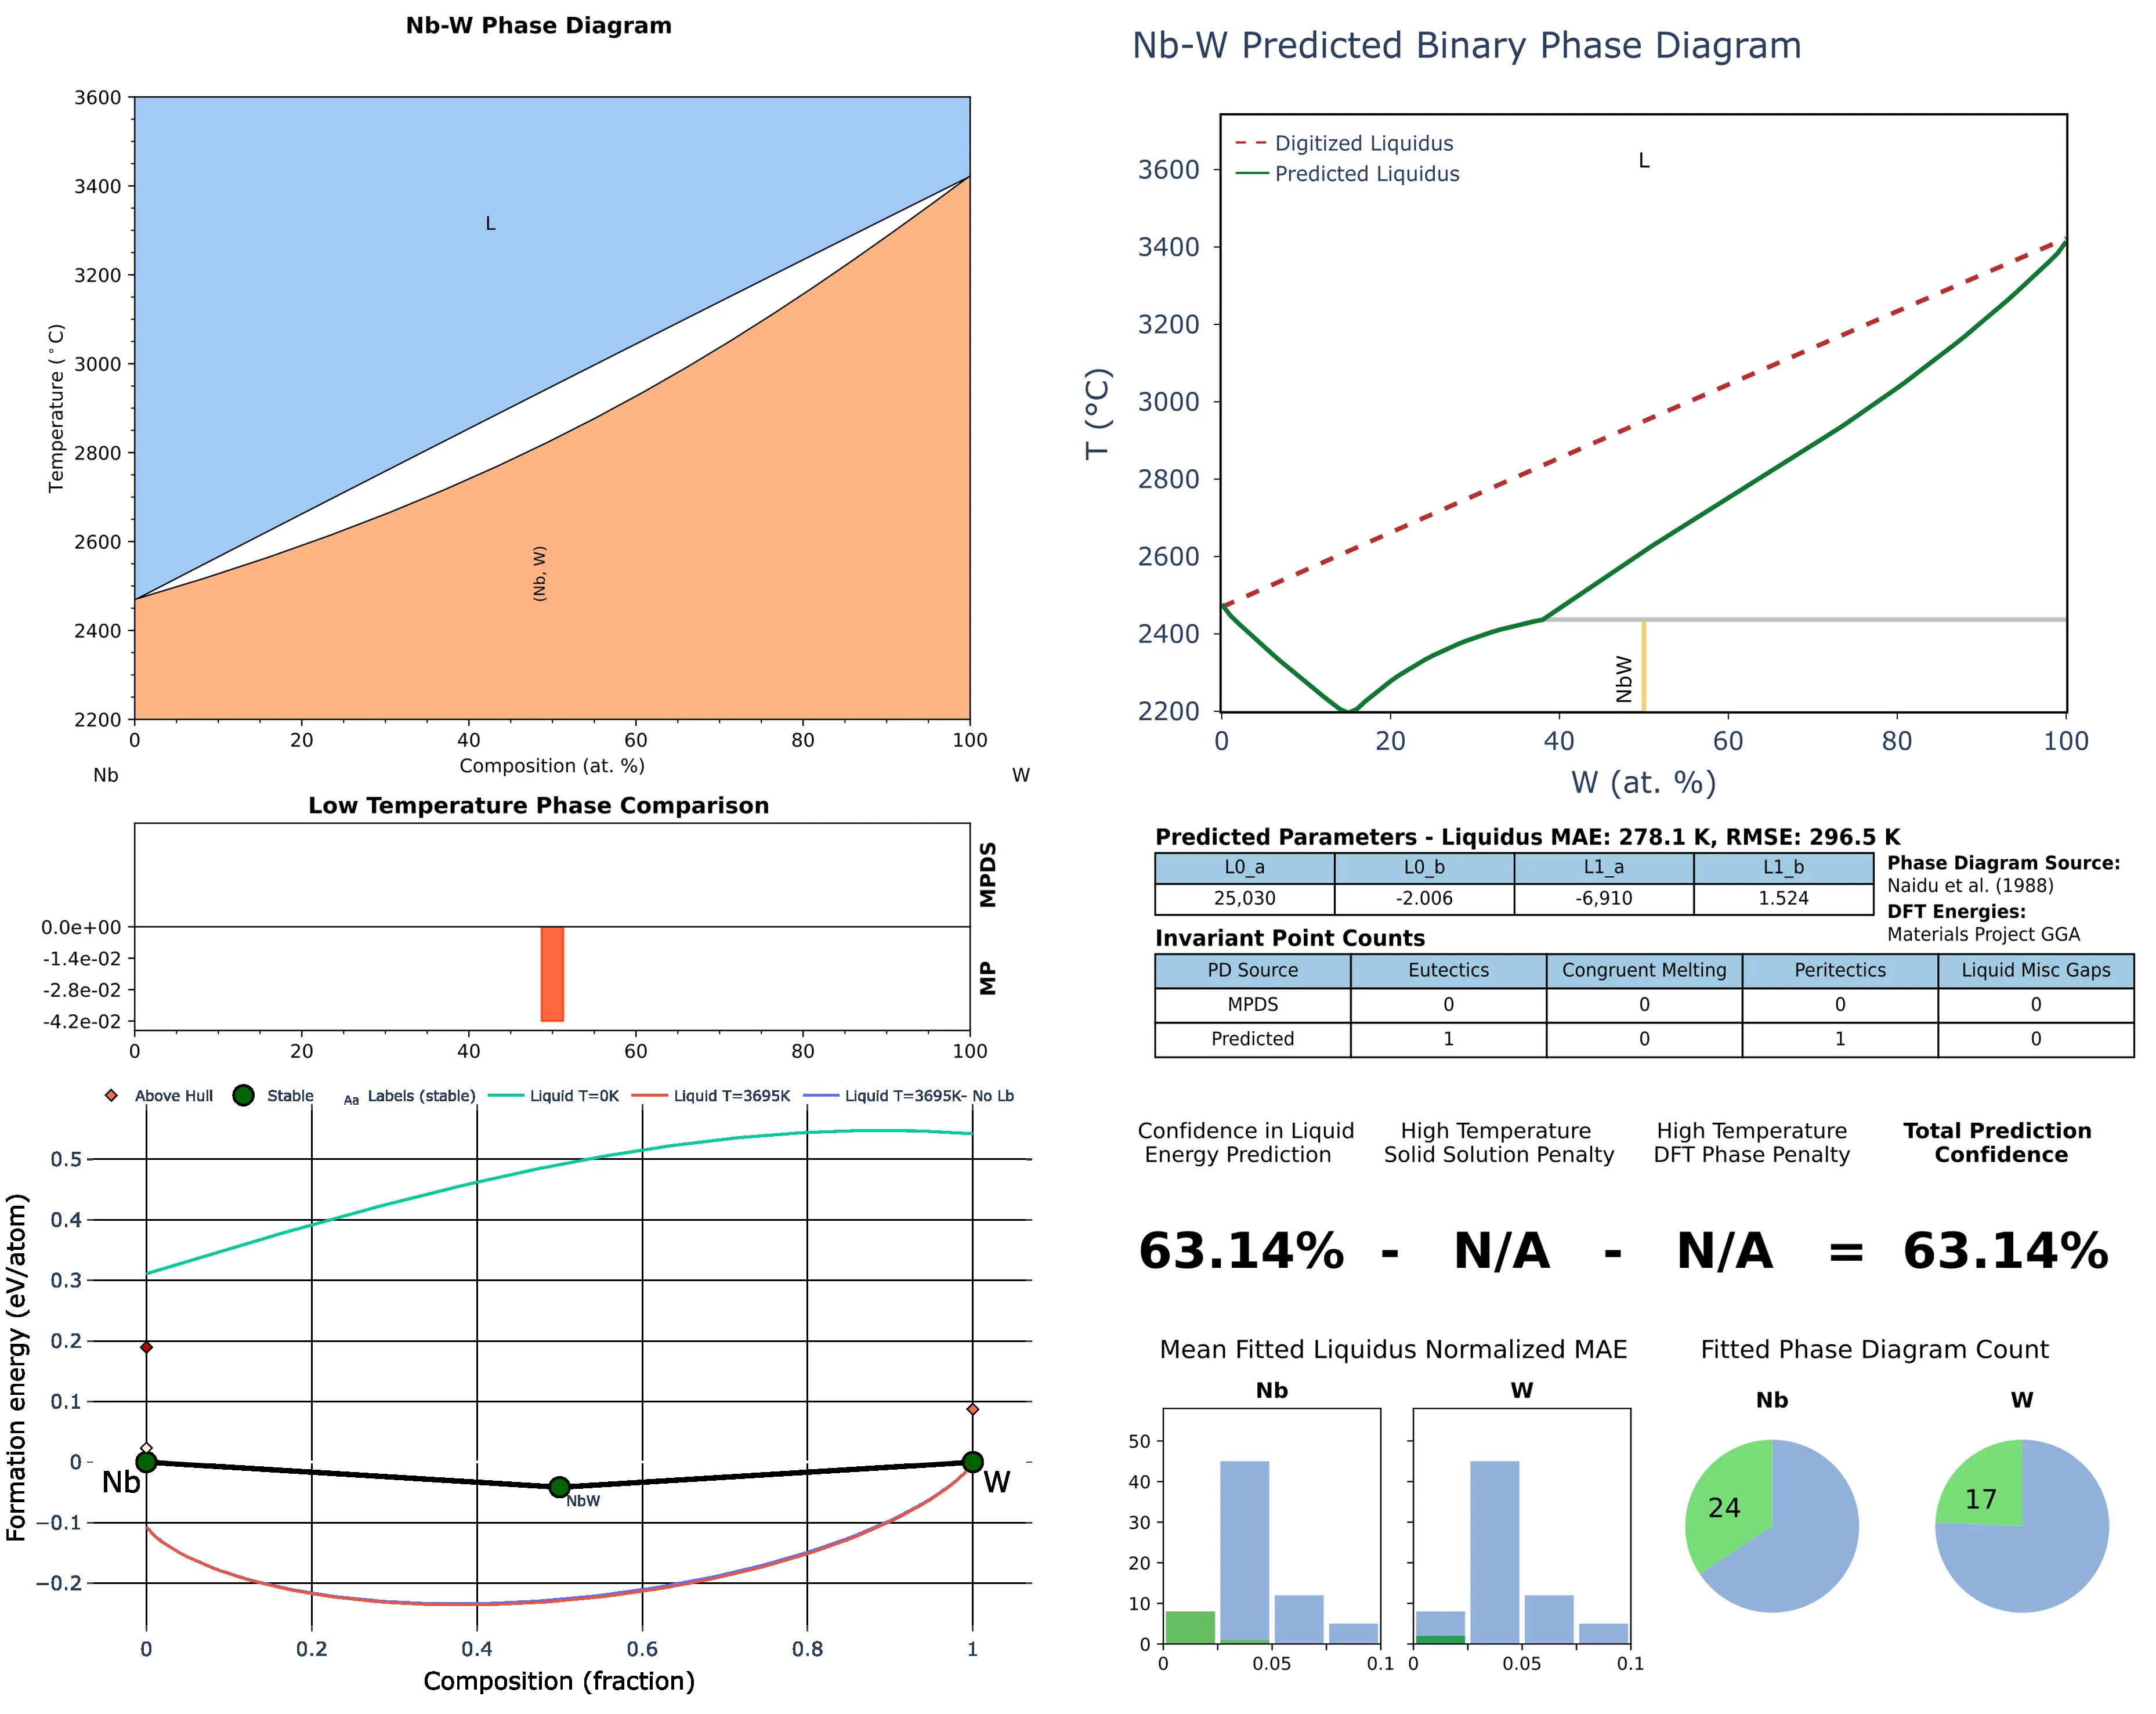 Nb-W Phase Diagram
3600
3400
3200
3000
2800
2600
2400
2200
Temperature (°C)
L
(Nb, W)
0 20 40 60 80 100
Composition (at. %)
Nb W
Low Temperature Phase Comparison
MPDS
MP
0.0e+00
-1.4e-02
-2.8e-02
-4.2e-02
0 20 40 60 80 100
Above Hull Stable Aa Labels (stable) Liquid T=0K Liquid T=3695K Liquid T=3695K- No Lb
Formation energy (eV/atom)
0.5
0.4
0.3
0.2
0.1
0
−0.1
−0.2
Nb
NbW
W
0 0.2 0.4 0.6 0.8 1
Composition (fraction)
Nb-W Predicted Binary Phase Diagram
Digitized Liquidus
Predicted Liquidus
L
T (°C)
3600
3400
3200
3000
2800
2600
2400
2200
NbW
0 20 40 60 80 100
W (at. %)
Predicted Parameters - Liquidus MAE: 278.1 K, RMSE: 296.5 K
L0_a L0_b L1_a L1_b
25,030 -2.006 -6,910 1.524
Phase Diagram Source:
Naidu et al. (1988)
DFT Energies:
Materials Project GGA
Invariant Point Counts
PD Source Eutectics Congruent Melting Peritectics Liquid Misc Gaps
MPDS 0 0 0 0
Predicted 1 0 1 0
Confidence in Liquid
Energy Prediction
High Temperature
Solid Solution Penalty
High Temperature
DFT Phase Penalty
Total Prediction
Confidence
63.14% - N/A - N/A = 63.14%
Mean Fitted Liquidus Normalized MAE
Nb W
50
40
30
20
10
0
0 0.05 0.1 0 0.05 0.1
Fitted Phase Diagram Count
Nb W
24 17